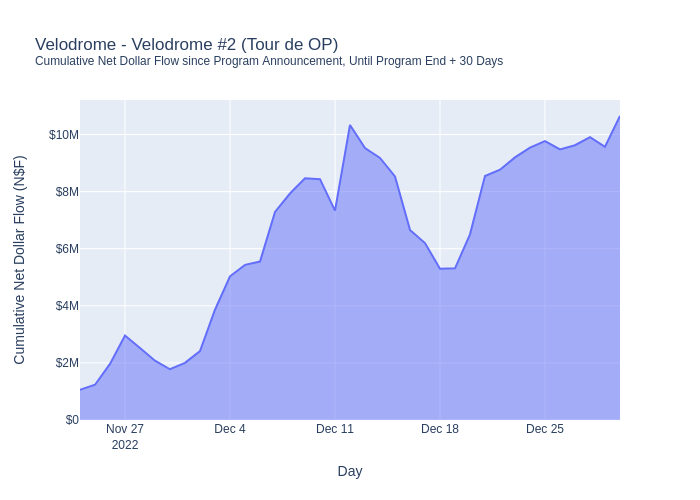 Velodrome - Velodrome #2 (Tour de OP)
Cumulative Net Dollar Flow since Program Announcement, Until Program End + 30 Days
Cumulative Net Dollar Flow (N$F)
$10M
$8M
$6M
$4M
$2M
$0
Nov 27
2022
Dec 4
Dec 11
Dec 18
Dec 25
Day